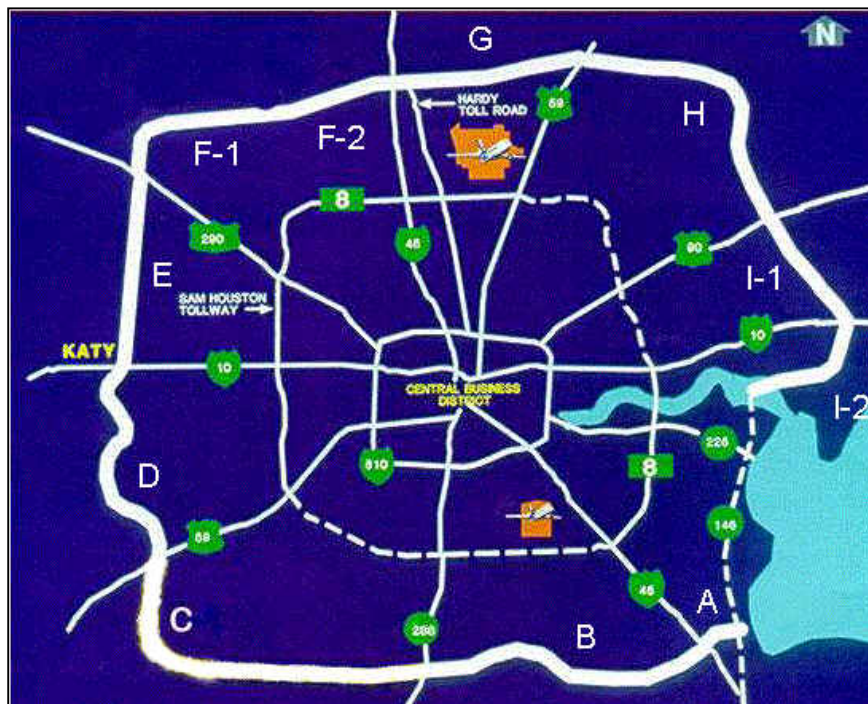 G
N
HARDY
TOLL ROAD
59
H
F-1
F-2
8
290
45
90
E
SAM HOUSTON
TOLLWAY
I-1
KATY
10
10
CENTRAL BUSINESS
DISTRICT
I-2
225
D
610
8
59
146
45
A
C
288
B